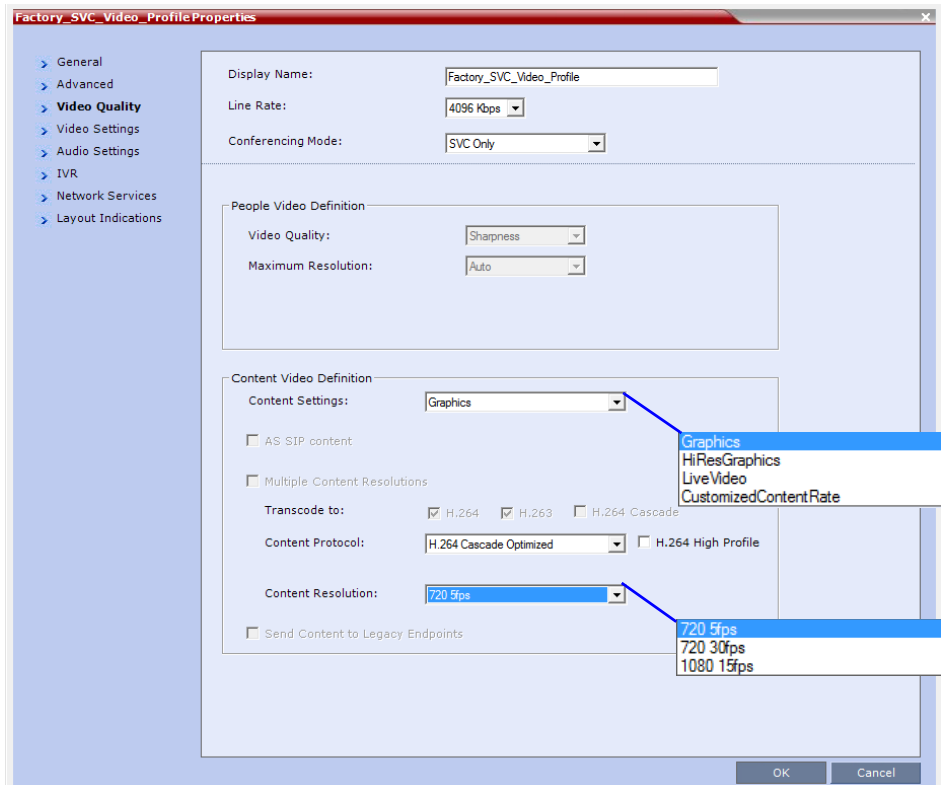 Factory_SVC_Video_Profile Properties
General
Advanced
Video Quality
Video Settings
Audio Settings
IVR
Network Services
Layout Indications
Display Name: Factory_SVC_Video_Profile
Line Rate: 4096 Kbps
Conferencing Mode: SVC Only
People Video Definition
Video Quality: Sharpness
Maximum Resolution: Auto
Content Video Definition
Content Settings: Graphics
Graphics
HiResGraphics
LiveVideo
CustomizedContentRate
AS SIP content
Multiple Content Resolutions
Transcode to: H.264 H.263 H.264 Cascade
Content Protocol: H.264 Cascade Optimized H.264 High Profile
Content Resolution: 720 5fps
720 5fps
720 30fps
1080 15fps
Send Content to Legacy Endpoints
OK Cancel